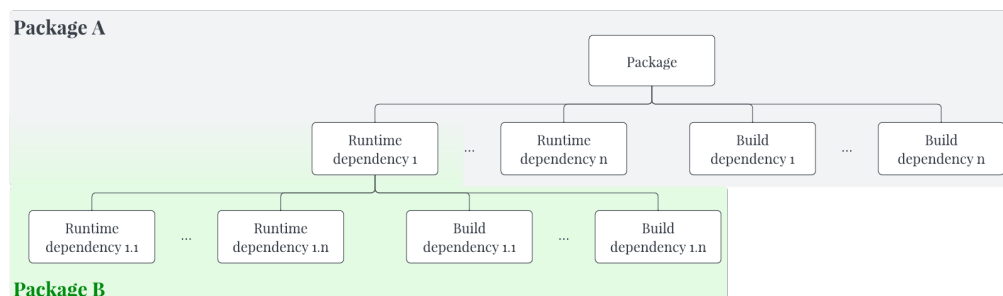 Package A
Package
Runtime
dependency 1
...
Runtime
dependency n
Build
dependency 1
...
Build
dependency n
Runtime
dependency 1.1
...
Runtime
dependency 1.n
Build
dependency 1.1
...
Build
dependency 1.n
Package B